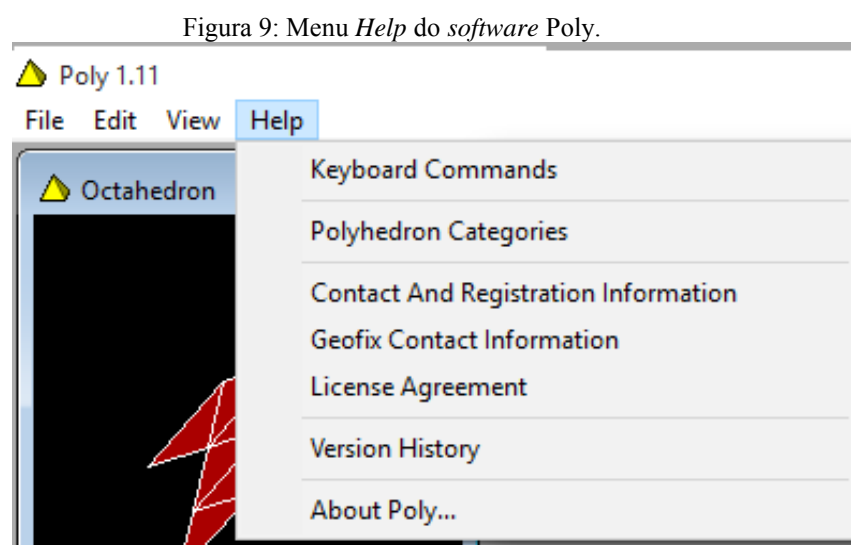 Figura 9: Menu Help do software Poly.
Poly 1.11
File Edit View Help
Octahedron
Keyboard Commands
Polyhedron Categories
Contact And Registration Information
Geofix Contact Information
License Agreement
Version History
About Poly...